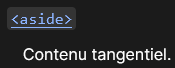 <aside>
Contenu tangentiel.